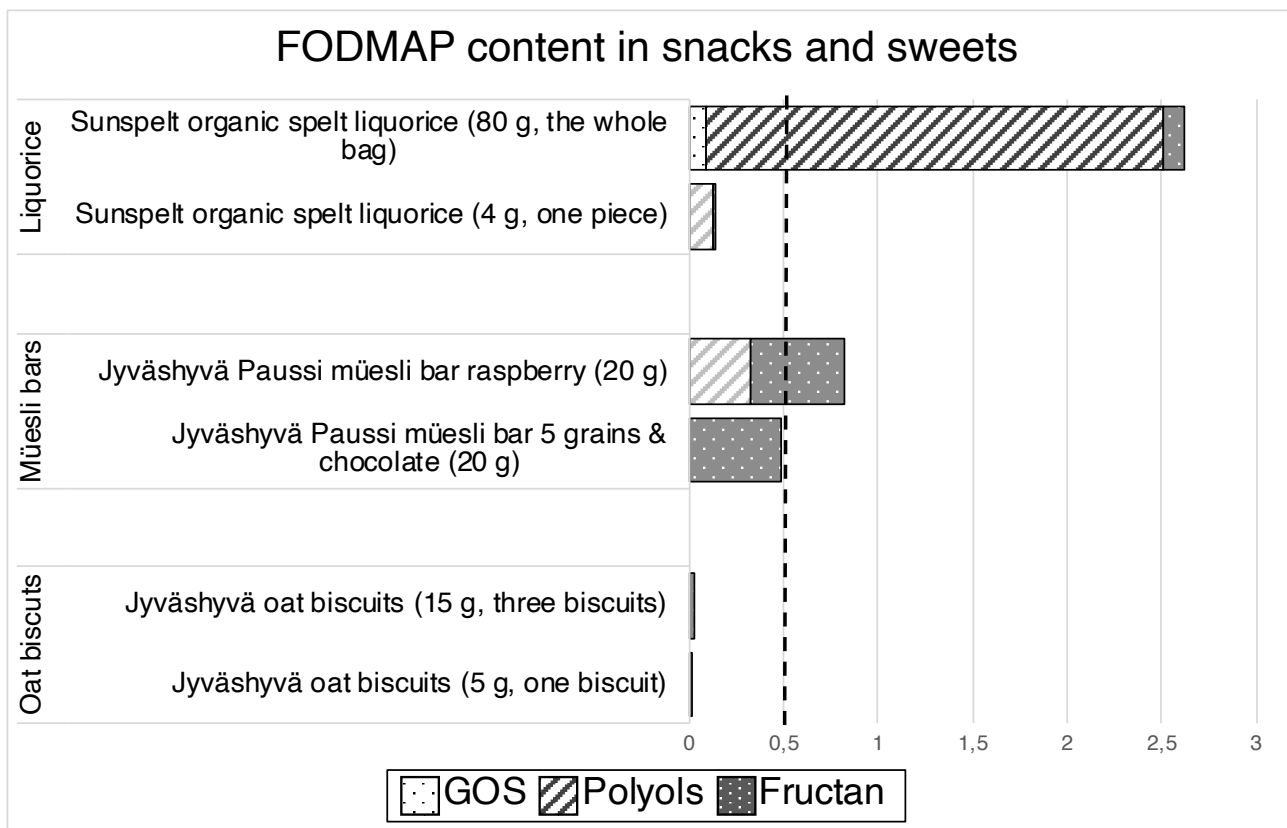 FODMAP content in snacks and sweets
Liquorice
Sunspelt organic spelt liquorice (80 g, the whole
bag)
Sunspelt organic spelt liquorice (4 g, one piece)
Müesli bars
Jyväshyvä Paussi müesli bar raspberry (20 g)
Jyväshyvä Paussi müesli bar 5 grains &
chocolate (20 g)
Oat biscuts
Jyväshyvä oat biscuits (15 g, three biscuits)
Jyväshyvä oat biscuits (5 g, one biscuit)
0 0,5 1 1,5 2 2,5 3
GOS Polyols Fructan